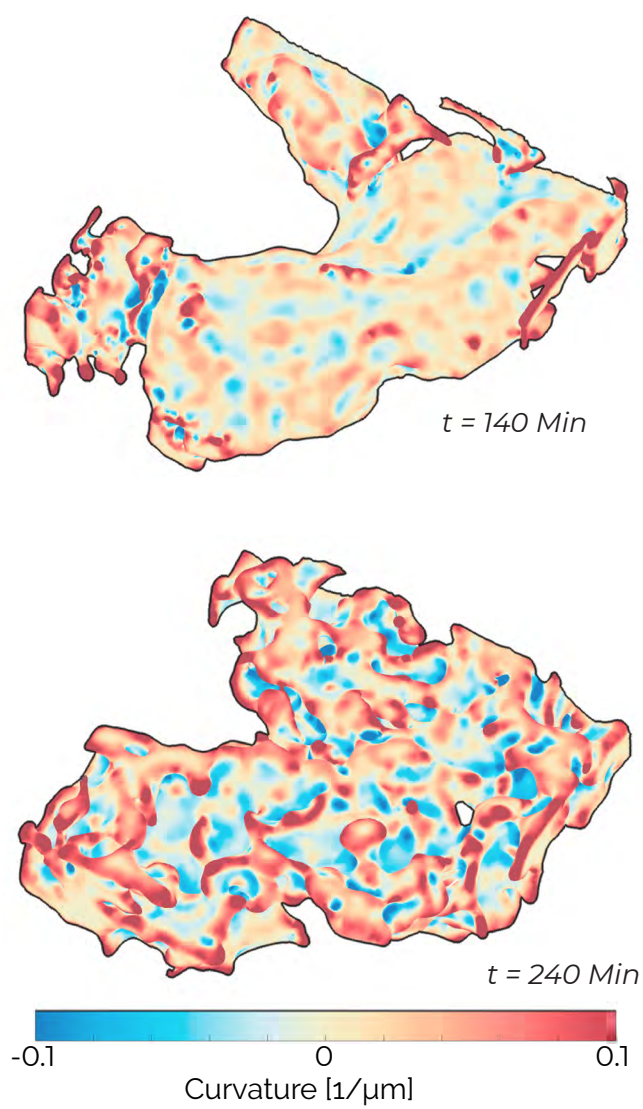 t = 140 Min
t = 240 Min
-0.1 0 0.1
Curvature [1/µm]